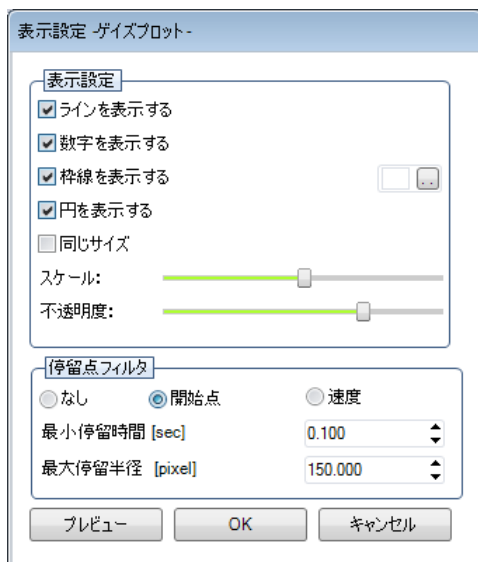 表示設定 -ゲイズプロット-
表示設定
ラインを表示する
数字を表示する
枠線を表示する
..
円を表示する
同じサイズ
スケール:
不透明度:
停留点フィルタ
なし 開始点 速度
最小停留時間 [sec] 0.100
最大停留半径 [pixel] 150.000
プレビュー OK キャンセル